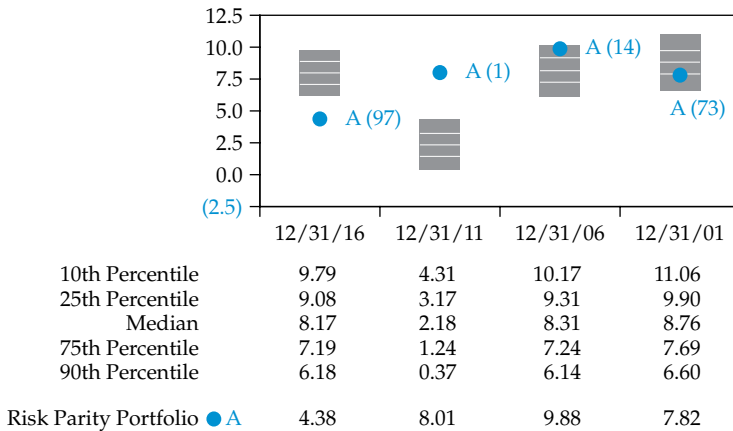 12.5
10.0
7.5
5.0
2.5
0.0
(2.5)
A (97)
A (1)
A (14)
A (73)
12/31/16 12/31/11 12/31/06 12/31/01
10th Percentile 9.79 4.31 10.17 11.06
25th Percentile 9.08 3.17 9.31 9.90
Median 8.17 2.18 8.31 8.76
75th Percentile 7.19 1.24 7.24 7.69
90th Percentile 6.18 0.37 6.14 6.60
Risk Parity Portfolio A 4.38 8.01 9.88 7.82